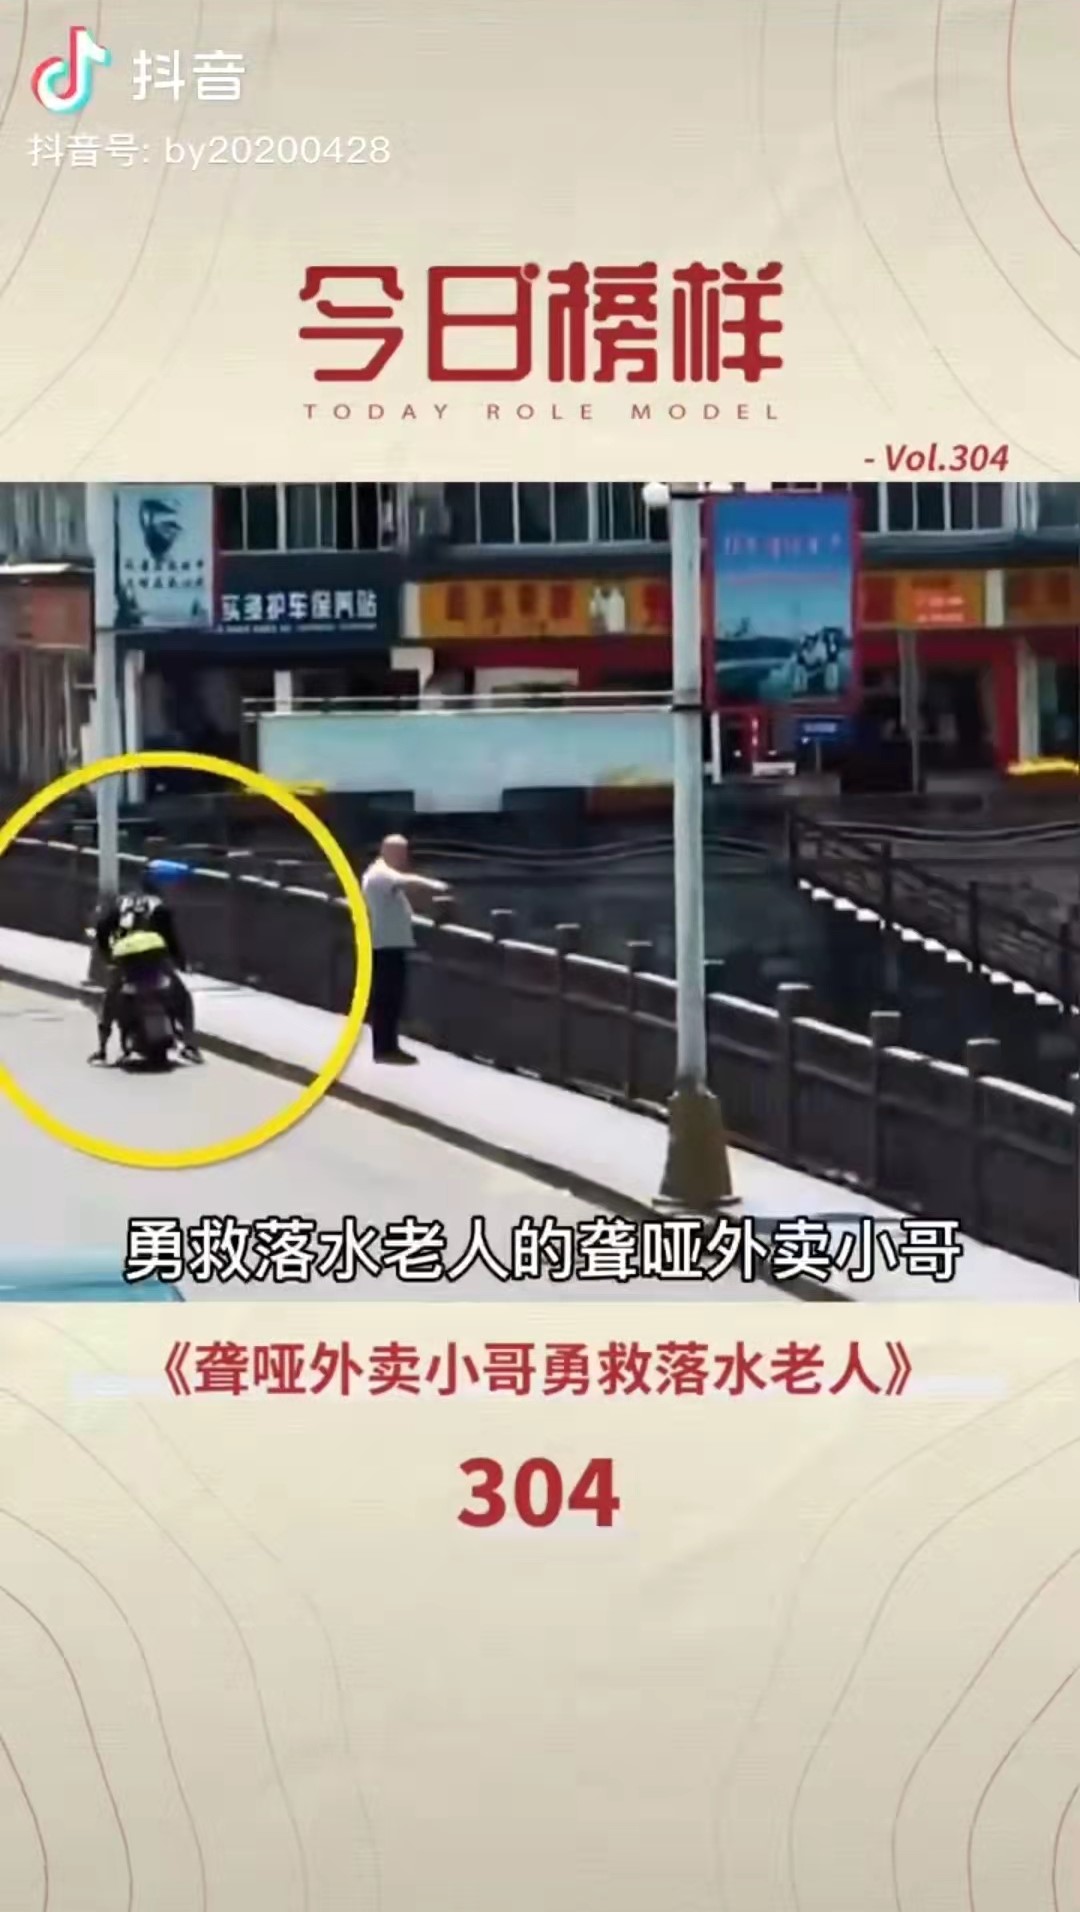 抖音
抖音号: by20200428
今日榜样
TODAY ROLE MODEL
- Vol.304
护车保养站
勇救落水老人的聋哑外卖小哥
《聋哑外卖小哥勇救落水老人》
304